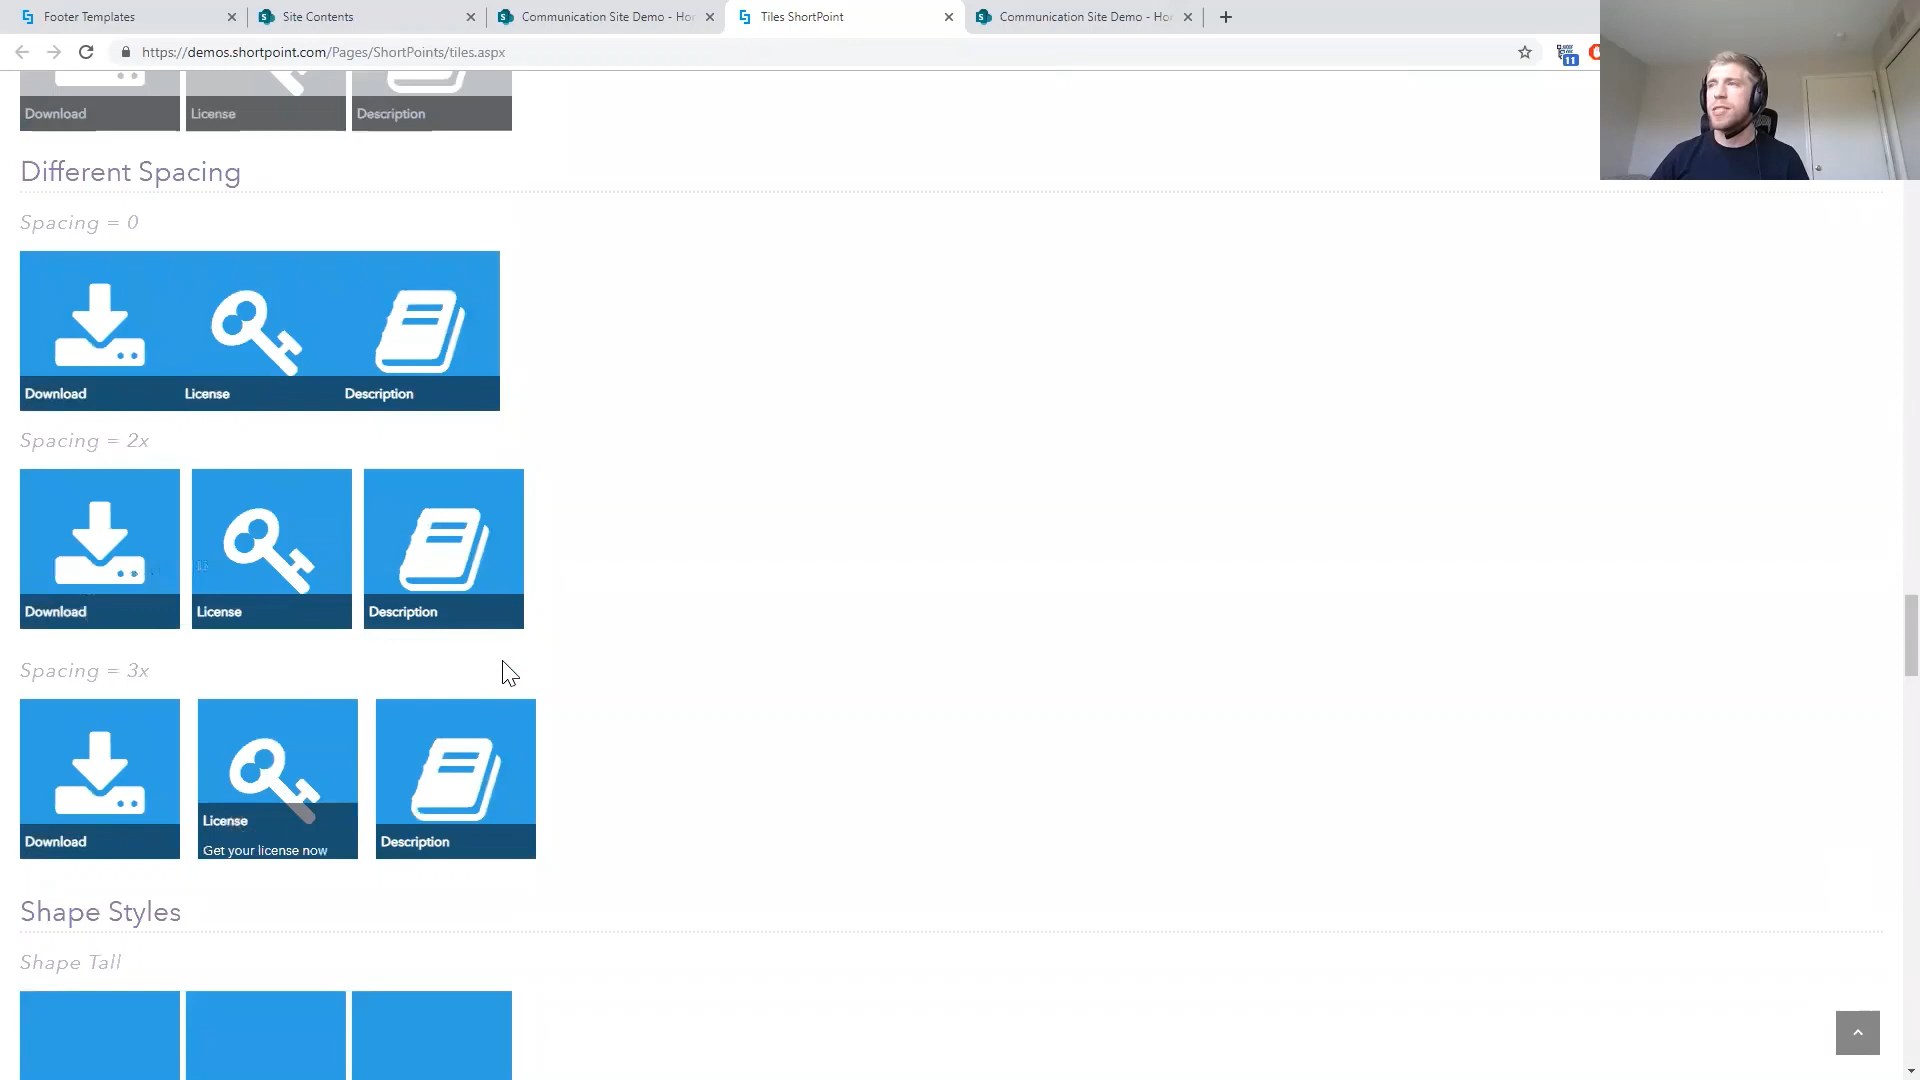 Footer Templates
Site Contents
Communication Site Demo - Ho
Tiles ShortPoint
Communication Site Demo - Ho
https://demos.shortpoint.com/Pages/ShortPoints/tiles.aspx
11
Download
License
Description
Different Spacing
Spacing = 0
Download
License
Description
Spacing = 2x
Download
License
Description
Spacing = 3x
Download
License
Get your license now
Description
Shape Styles
Shape Tall